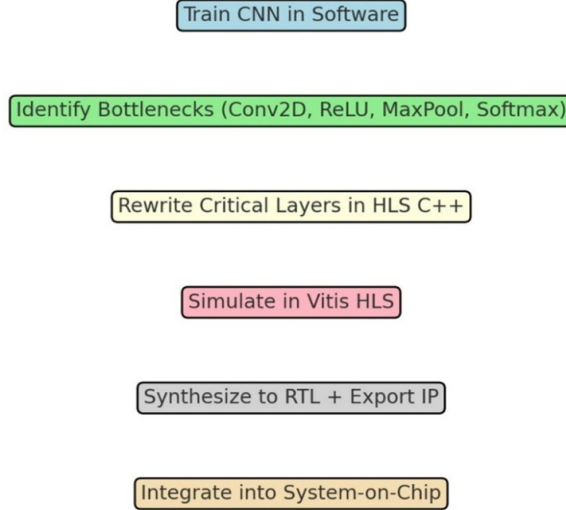 Train CNN in Software
Identify Bottlenecks (Conv2D, ReLU, MaxPool, Softmax)
Rewrite Critical Layers in HLS C++
Simulate in Vitis HLS
Synthesize to RTL + Export IP
Integrate into System-on-Chip